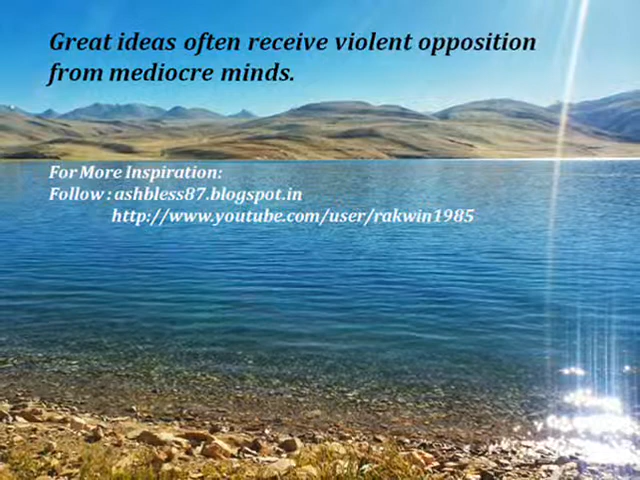 Great ideas often receive violent opposition
from mediocre minds.
For More Inspiration:
Follow : ashbless87.blogspot.in
http://www.youtube.com/user/rakwin1985